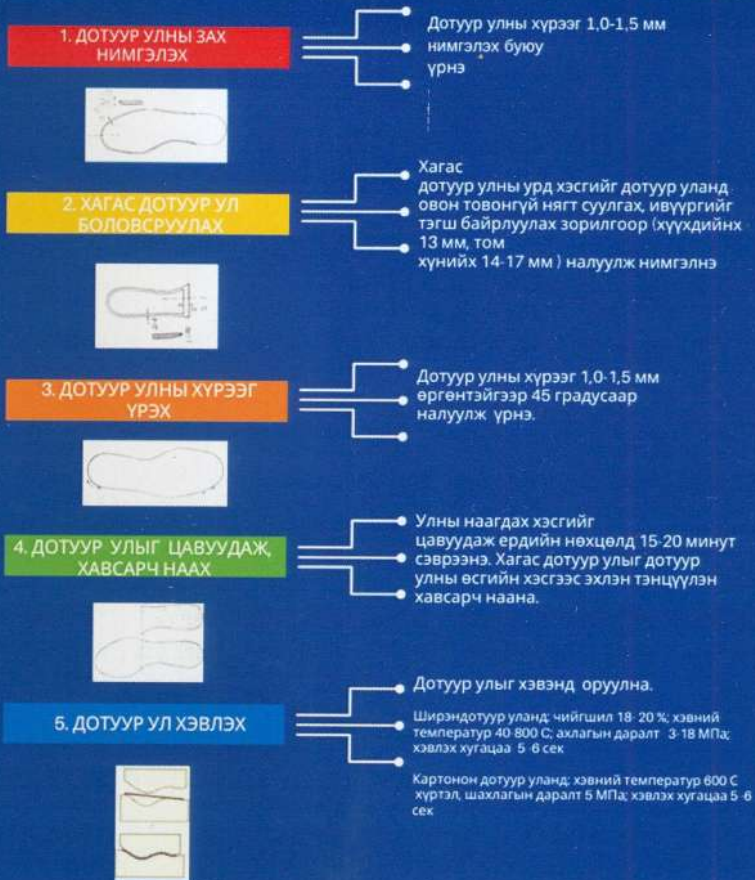 1. ДОТУУР УЛНЫ ЗАХ
НИМГЭЛЭХ
Дотуур улны хүрээг 1,0-1,5 мм
нимгэлэх буюу
үрнэ
2. ХАГАС ДОТУУР УЛ
БОЛОВСРУУЛАХ
Хагас
дотуур улны урд хэсгийг дотуур уланд
овон товонгүй нягт суулгах, ивүүргийг
тэгш байрлуулах зорилгоор (хүүхдийнх
13 мм, том
хүнийх 14-17 мм ) налуулж нимгэлнэ
3. ДОТУУР УЛНЫ ХҮРЭЭГ
ҮРЭХ
Дотуур улны хүрээг 1,0-1,5 мм
өргөнтэйгээр 45 градусаар
налуулж үрнэ.
4. ДОТУУР УЛЫГ ЦАВУУДАЖ,
ХАВСАРЧ НААХ
Улны наагдах хэсгийг
цавуудаж ердийн нөхцөлд 15-20 минут
сэврээнэ. Хагас дотуур улыг дотуур
улны өсгийн хэсгээс эхлэн тэнцүүлэн
хавсарч наана.
5. ДОТУУР УЛ ХЭВЛЭХ
Дотуур улыг хэвэнд оруулна.
Ширэндотуур уланд; чийгшил 18- 20 %; хэвний
температур 40-800 С; ахлагын даралт 3-18 МПа;
хэвлэх хугацаа 5 -6 сек
Картонон дотуур уланд; хэвний температур 600 С
хүртэл, шахлагын даралт 5 МПа; хэвлэх хугацаа 5 -6
сек